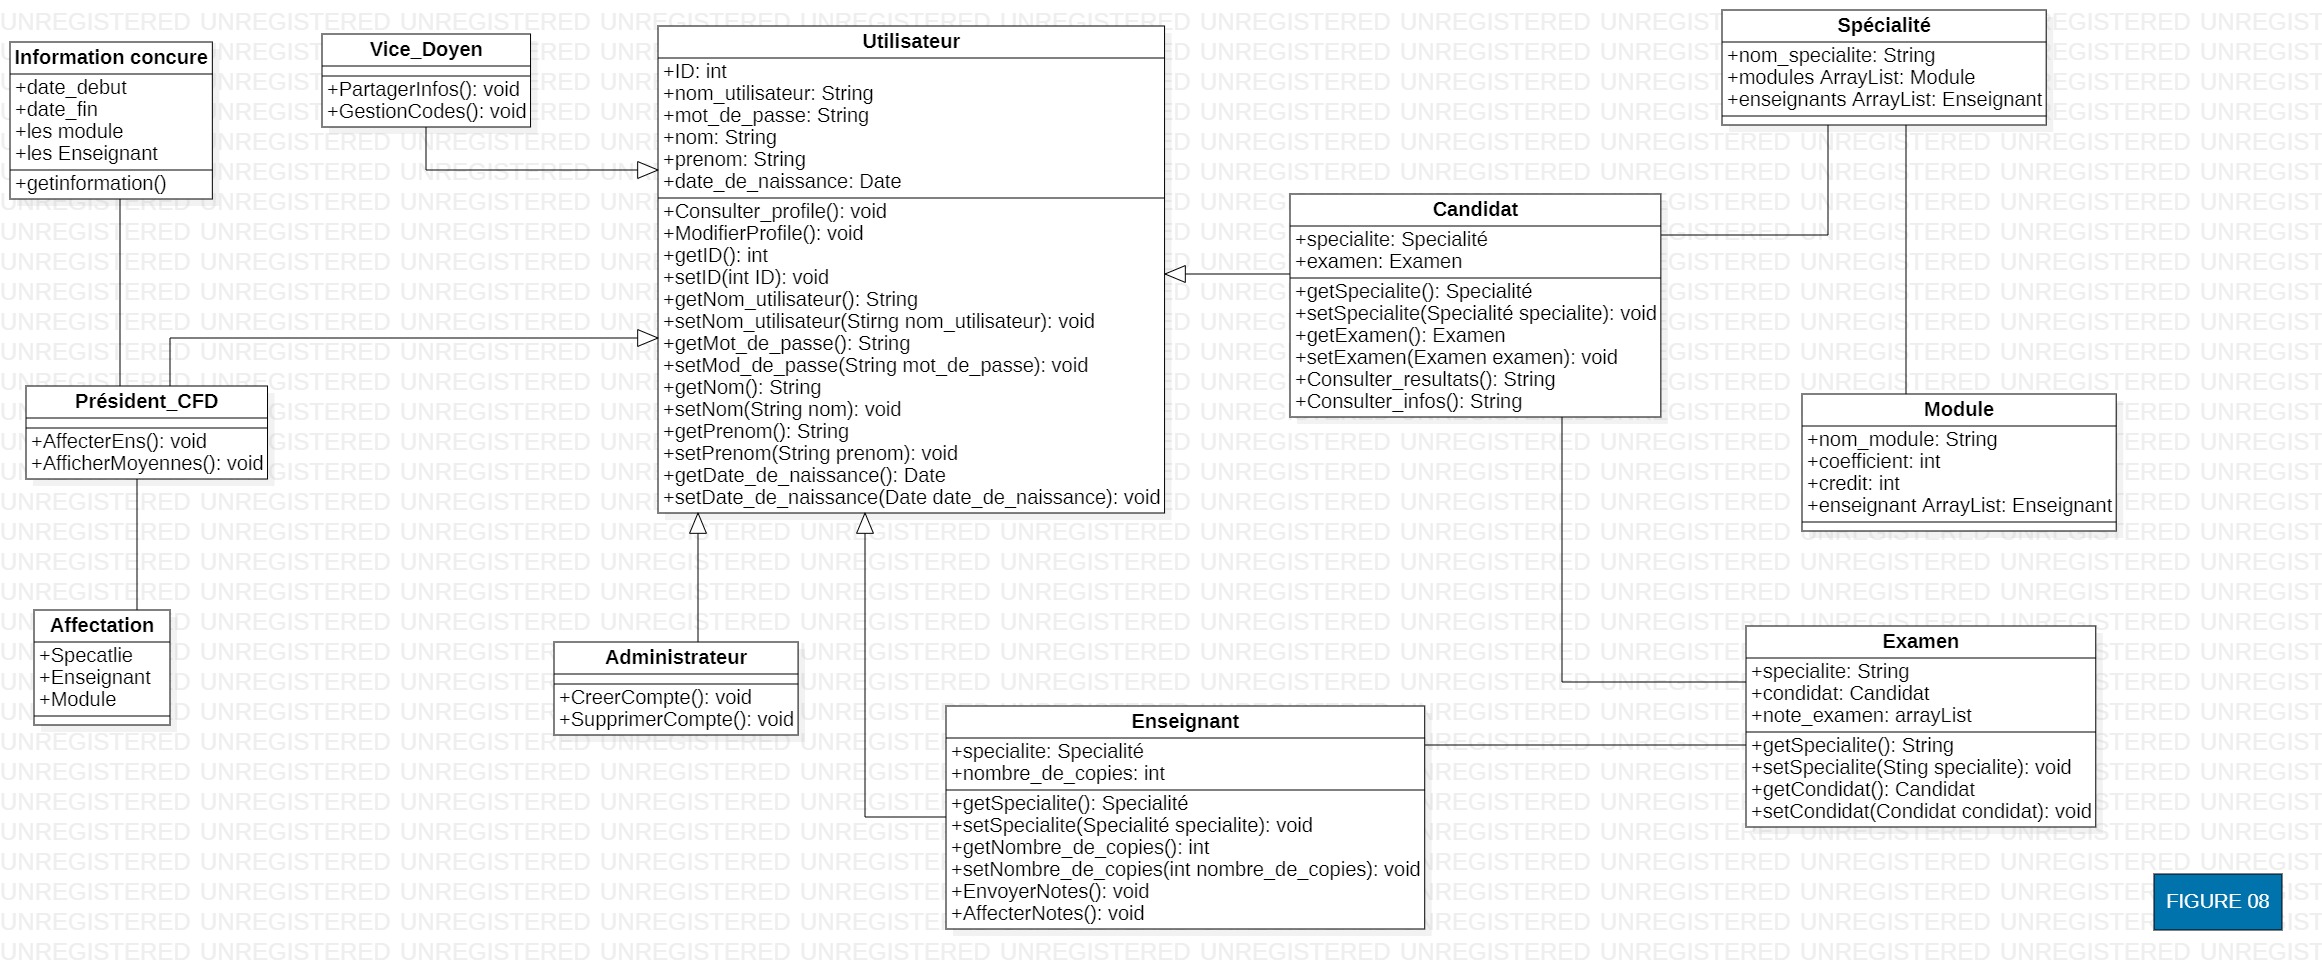 Information concure
+date_debut
+date_fin
+les module
+les Enseignant
+getinformation()
Vice_Doyen
+PartagerInfos(): void
+GestionCodes(): void
Utilisateur
+ID: int
+nom_utilisateur: String
+mot_de_passe: String
+nom: String
+prenom: String
+date_de_naissance: Date
+Consulter_profile(): void
+ModifierProfile(): void
+getID(): int
+setID(int ID): void
+getNom_utilisateur(): String
+setNom_utilisateur(Stirng nom_utilisateur): void
+getMot_de_passe(): String
+setMod_de_passe(String mot_de_passe): void
+getNom(): String
+setNom(String nom): void
+getPrenom(): String
+setPrenom(String prenom): void
+getDate_de_naissance(): Date
+setDate_de_naissance(Date date_de_naissance): void
Spécialité
+nom_specialite: String
+modules ArrayList: Module
+enseignants ArrayList: Enseignant
Candidat
+specialite: Specialité
+examen: Examen
+getSpecialite(): Specialité
+setSpecialite(Specialité specialite): void
+getExamen(): Examen
+setExamen(Examen examen): void
+Consulter_resultats(): String
+Consulter_infos(): String
Président_CFD
+AffecterEns(): void
+AfficherMoyennes(): void
Module
+nom_module: String
+coefficient: int
+credit: int
+enseignant ArrayList: Enseignant
Affectation
+Specatlie
+Enseignant
+Module
Administrateur
+CreerCompte(): void
+SupprimerCompte(): void
Enseignant
+specialite: Specialité
+nombre_de_copies: int
+getSpecialite(): Specialité
+setSpecialite(Specialité specialite): void
+getNombre_de_copies(): int
+setNombre_de_copies(int nombre_de_copies): void
+EnvoyerNotes(): void
+AffecterNotes(): void
Examen
+specialite: String
+condidat: Candidat
+note_examen: arrayList
+getSpecialite(): String
+setSpecialite(Sting specialite): void
+getCondidat(): Candidat
+setCondidat(Condidat condidat): void
FIGURE 08
UNREGISTERED